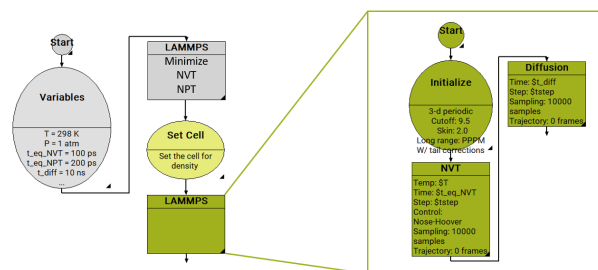 Start
Variables
T = 298 K
P = 1 atm
t_eq_NVT = 100 ps
t_eq_NPT = 200 ps
t_diff = 10 ns
...
LAMMPS
Minimize
NVT
NPT
Set Cell
Set the cell for
density
LAMMPS
Start
Initialize
3-d periodic
Cutoff: 9.5
Skin: 2.0
Long range: PPPM
W/ tail corrections
NVT
Temp: $T
Time: $t_eq_NVT
Step: $tstep
Control:
Nose-Hoover
Sampling: 10000
samples
Trajectory: 0 frames
Diffusion
Time: $t_diff
Step: $tstep
Sampling: 10000
samples
Trajectory: 0 frames